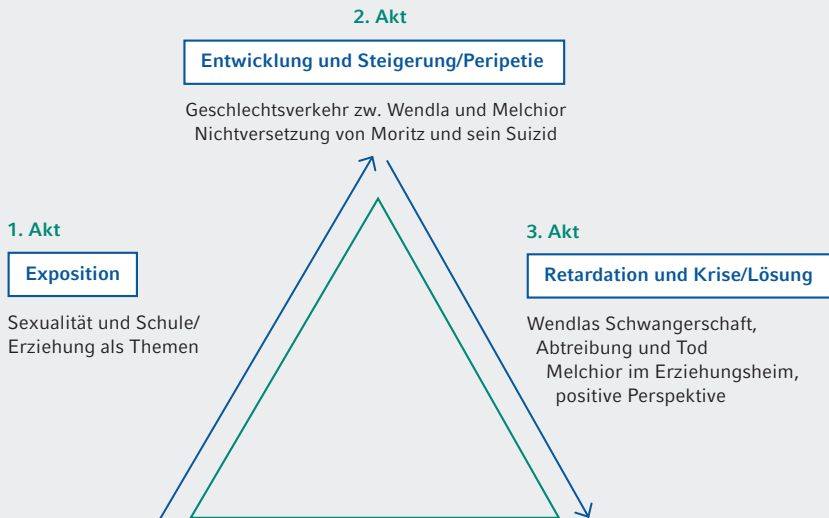 2. Akt
Entwicklung und Steigerung/Peripetie
Geschlechtsverkehr zw. Wendla und Melchior
Nichtversetzung von Moritz und sein Suizid
1. Akt
Exposition
Sexualität und Schule/
Erziehung als Themen
3. Akt
Retardation und Krise/Lösung
Wendlas Schwangerschaft,
Abtreibung und Tod
Melchior im Erziehungsheim,
positive Perspektive